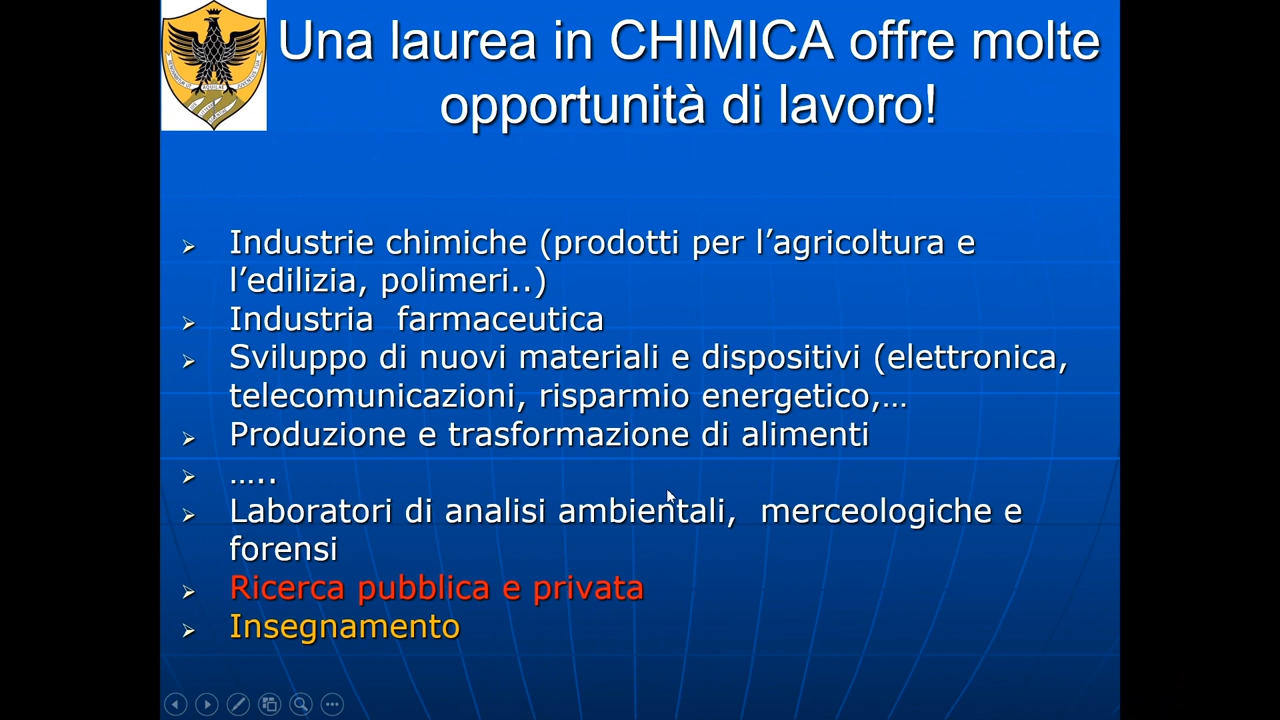 Una laurea in CHIMICA offre molte
opportunità di lavoro!
Industrie chimiche (prodotti per l’agricoltura e
l’edilizia, polimeri..)
Industria farmaceutica
Sviluppo di nuovi materiali e dispositivi (elettronica,
telecomunicazioni, risparmio energetico,…
Produzione e trasformazione di alimenti
…..
Laboratori di analisi ambientali, merceologiche e
forensi
Ricerca pubblica e privata
Insegnamento